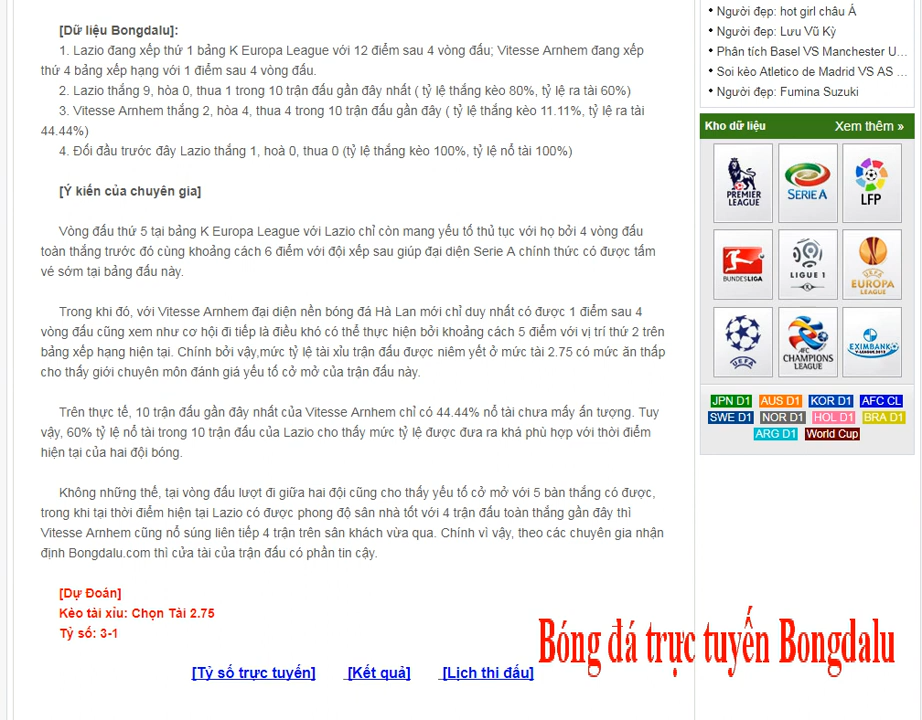 [Dữ liệu Bongdalu]:
1. Lazio đang xếp thứ 1 bảng K Europa League với 12 điểm sau 4 vòng đấu; Vitesse Arnhem đang xếp
thứ 4 bảng xếp hạng với 1 điểm sau 4 vòng đấu.
2. Lazio thắng 9, hòa 0, thua 1 trong 10 trận đấu gần đây nhất ( tỷ lệ thắng kèo 80%, tỷ lệ ra tài 60%)
3. Vitesse Arnhem thắng 2, hòa 4, thua 4 trong 10 trận đấu gần đây ( tỷ lệ thắng kèo 11.11%, tỷ lệ ra tài
44.44%)
4. Đối đầu trước đây Lazio thắng 1, hoà 0, thua 0 (tỷ lệ thắng kèo 100%, tỷ lệ nổ tài 100%)
[Ý kiến của chuyên gia]
Vòng đấu thứ 5 tại bảng K Europa League với Lazio chỉ còn mang yếu tố thủ tục với họ bởi 4 vòng đấu
toàn thắng trước đó cùng khoảng cách 6 điểm với đội xếp sau giúp đại diện Serie A chính thức có được tấm
vé sớm tại bảng đấu này.
Trong khi đó, với Vitesse Arnhem đại diện nền bóng đá Hà Lan mới chỉ duy nhất có được 1 điểm sau 4
vòng đấu cũng xem như cơ hội đi tiếp là điều khó có thể thực hiện bởi khoảng cách 5 điểm với vị trí thứ 2 trên
bảng xếp hạng hiện tại. Chính bởi vậy,mức tỷ lệ tài xỉu trận đấu được niêm yết ở mức tài 2.75 có mức ăn thấp
cho thấy giới chuyên môn đánh giá yếu tố cở mở của trận đấu này.
Trên thực tế, 10 trận đấu gần đây nhất của Vitesse Arnhem chỉ có 44.44% nổ tài chưa mấy ấn tượng. Tuy
vậy, 60% tỷ lệ nổ tài trong 10 trận đấu của Lazio cho thấy mức tỷ lệ được đưa ra khá phù hợp với thời điểm
hiện tại của hai đội bóng.
Không những thế, tại vòng đấu lượt đi giữa hai đội cũng cho thấy yếu tố cở mở với 5 bàn thắng có được,
trong khi tại thời điểm hiện tại Lazio có được phong độ sân nhà tốt với 4 trận đấu toàn thắng gần đây thì
Vitesse Arnhem cũng nổ súng liên tiếp 4 trận trên sân khách vừa qua. Chính vì vậy, theo các chuyên gia nhận
định Bongdalu.com thì cửa tài của trận đấu có phần tin cậy.
[Dự Đoán]
Kèo tài xỉu: Chọn Tài 2.75
Tỷ số: 3-1
[Tỷ số trực tuyến] [Kết quả] [Lịch thi đấu]
Bóng đá trực tuyến Bongdalu
• Người đẹp: hot girl châu Á
• Người đẹp: Lưu Vũ Kỳ
• Phân tích Basel VS Manchester U...
• Soi kèo Atletico de Madrid VS AS ...
• Người đẹp: Fumina Suzuki
Kho dữ liệu Xem thêm »
PREMIER LEAGUE
SERIE A
LFP
BUNDESLIGA
LIGUE 1
UEFA EUROPA LEAGUE
UEFA
AFC CHAMPIONS LEAGUE
EXIMBANK
JPN D1 AUS D1 KOR D1 AFC CL
SWE D1 NOR D1 HOL D1 BRA D1
ARG D1 World Cup